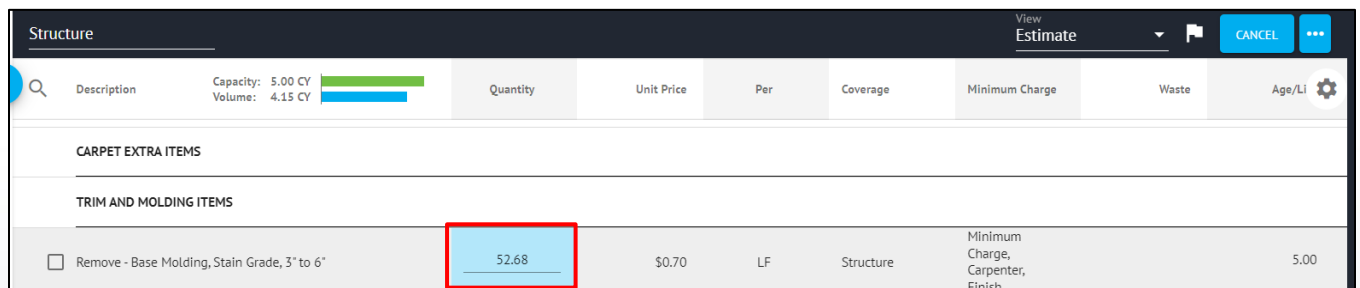 View
Structure Estimate CANCEL
Description Capacity: 5.00 CY Quantity Unit Price Per Coverage Minimum Charge Waste Age/Li
Volume: 4.15 CY
CARPET EXTRA ITEMS
TRIM AND MOLDING ITEMS
Remove - Base Molding, Stain Grade, 3" to 6" 52.68 $0.70 LF Structure Minimum 5.00
Charge,
Carpenter,
Finish